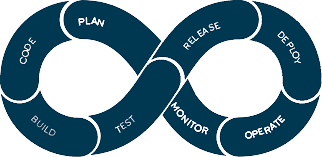 PLAN
CODE
BUILD
TEST
RELEASE
DEPLOY
OPERATE
MONITOR